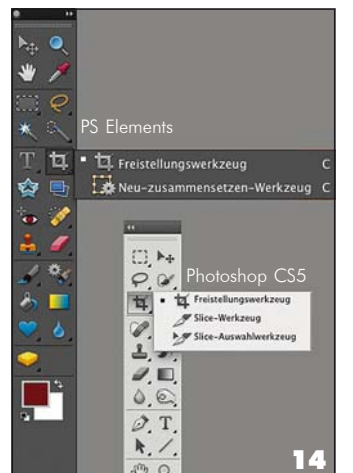 PS Elements
Freistellungswerkzeug C
Neu-zusammensetzen-Werkzeug C
Photoshop CS5
Freistellungswerkzeug
Slice-Werkzeug
Slice-Auswahlwerkzeug
14